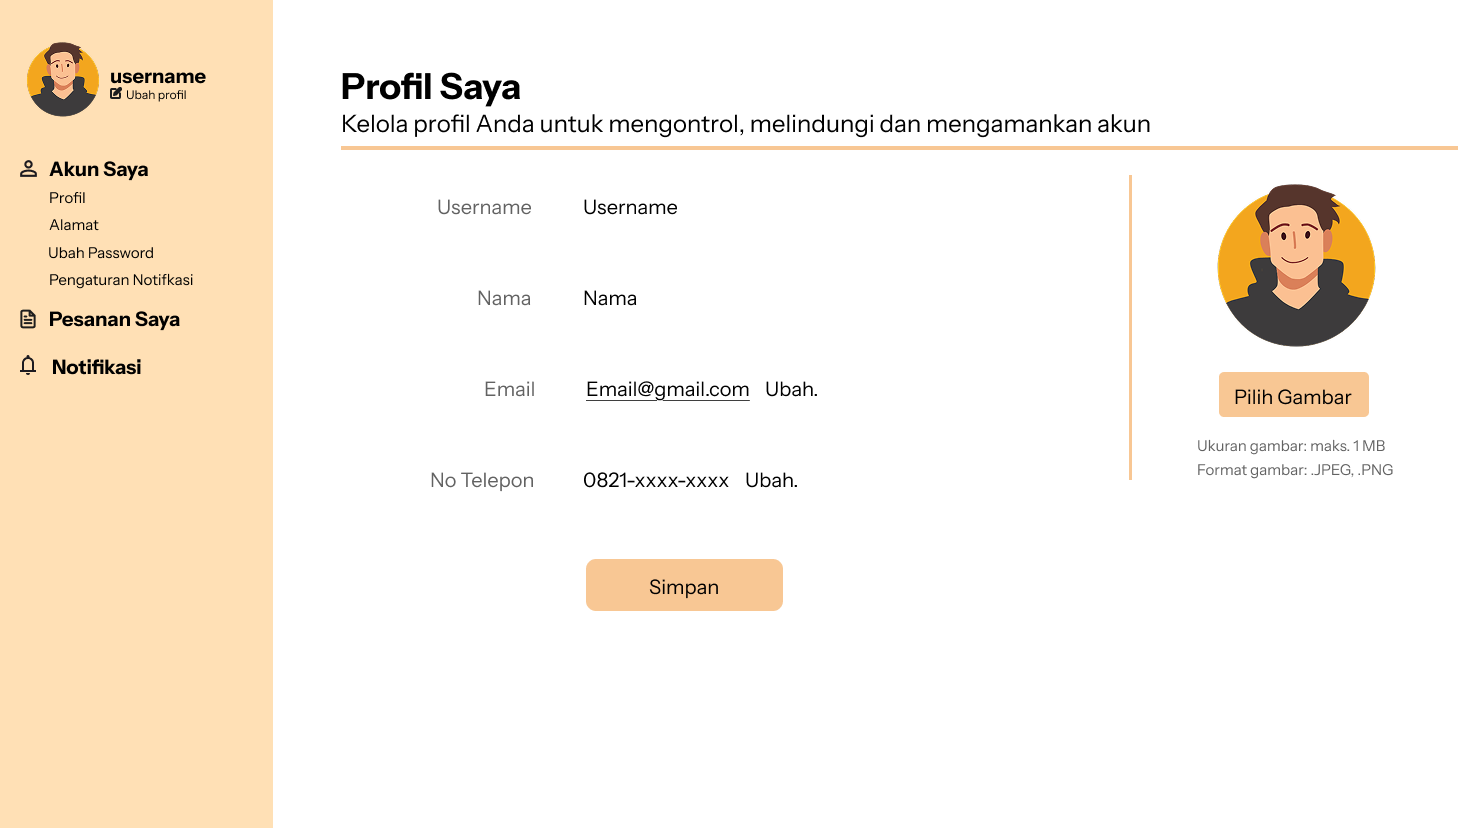 username
Ubah profil
Akun Saya
Profil
Alamat
Ubah Password
Pengaturan Notifkasi
Pesanan Saya
Notifikasi
Profil Saya
Kelola profil Anda untuk mengontrol, melindungi dan mengamankan akun
Username Username
Nama Nama
Email Email@gmail.com Ubah.
No Telepon 0821-xxxx-xxxx Ubah.
Simpan
Pilih Gambar
Ukuran gambar: maks. 1 MB
Format gambar: .JPEG, .PNG